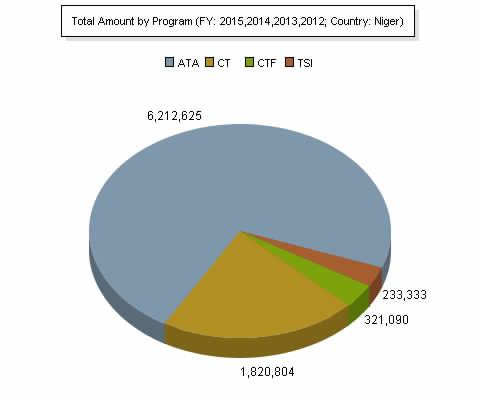 Total Amount by Program (FY: 2015,2014,2013,2012; Country: Niger)
ATA CT CTF TSI
6,212,625
233,333
321,090
1,820,804